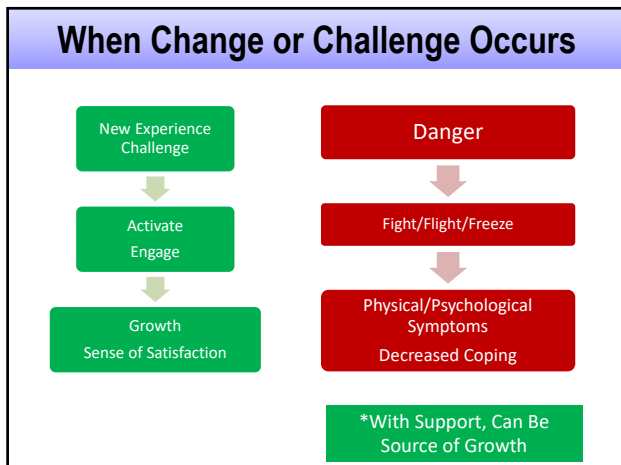 When Change or Challenge Occurs
New Experience
Challenge
Activate
Engage
Growth
Sense of Satisfaction
Danger
Fight/Flight/Freeze
Physical/Psychological
Symptoms
Decreased Coping
*With Support, Can Be
Source of Growth